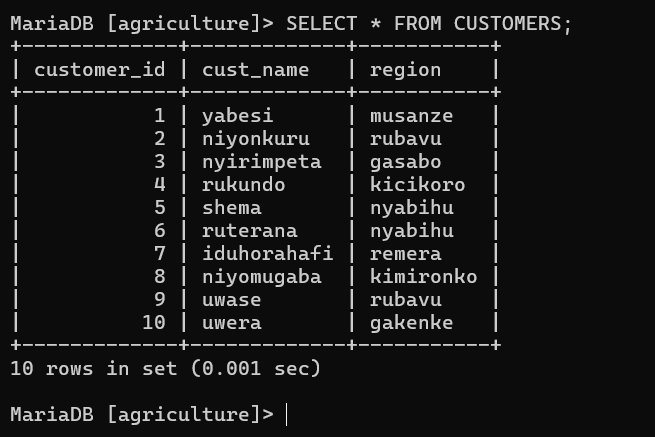 MariaDB [agriculture]> SELECT * FROM CUSTOMERS;
+-------------+-------------+-----------+
| customer_id | cust_name   | region    |
+-------------+-------------+-----------+
|           1 | yabesi      | musanze   |
|           2 | niyonkuru   | rubavu    |
|           3 | nyirimpeta  | gasabo    |
|           4 | rukundo     | kicikoro  |
|           5 | shema       | nyabihu   |
|           6 | ruterana    | nyabihu   |
|           7 | iduhorahafi | remera    |
|           8 | niyomugaba  | kimironko |
|           9 | uwase       | rubavu    |
|          10 | uwera       | gakenke   |
+-------------+-------------+-----------+
10 rows in set (0.001 sec)
MariaDB [agriculture]>